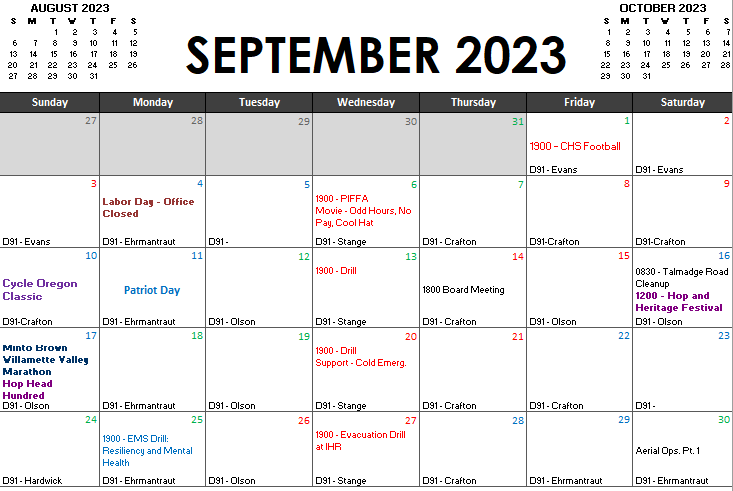 AUGUST 2023
S M T W T F S
1 2 3 4 5
6 7 8 9 10 11 12
13 14 15 16 17 18 19
20 21 22 23 24 25 26
27 28 29 30 31
SEPTEMBER 2023
OCTOBER 2023
S M T W T F S
1 2 3 4 5 6 7
8 9 10 11 12 13 14
15 16 17 18 19 20 21
22 23 24 25 26 27 28
29 30 31
Sunday Monday Tuesday Wednesday Thursday Friday Saturday
27 28 29 30 31 1 2
1900 - CHS Football
D91 - Evans D91 - Evans
3 4 5 6 7 8 9
Labor Day - Office
Closed
1900 - PIFFA
Movie - Odd Hours, No
Pay, Cool Hat
D91 - Evans D91 - Ehrmantraut D91 - D91 - Stange D91 - Crafton D91-Crafton D91-Crafton
10 11 12 13 14 15 16
Cycle Oregon
Classic
Patriot Day
1900 - Drill
1800 Board Meeting
0830 - Talmadge Road
Cleanup
1200 - Hop and
Heritage Festival
D91-Crafton D91 - Ehrmantraut D91 - Olson D91 - Stange D91 - Crafton D91 - Olson D91 - Olson
17 18 19 20 21 22 23
Minto Brown
Willamette Valley
Marathon
Hop Head
Hundred
1900 - Drill
Support - Cold Emerg.
D91 - Olson D91 - Ehrmantraut D91 - Olson D91 - Stange D91 - Crafton D91 - Crafton D91 -
24 25 26 27 28 29 30
1900 - EMS Drill:
Resiliency and Mental
Health
1900 - Evacuation Drill
at IHR
Aerial Ops. Pt. 1
D91 - Hardwick D91 - Ehrmantraut D91 - Olson D91 - Stange D91 - Crafton D91 - Ehrmantraut D91 - Ehrmantraut